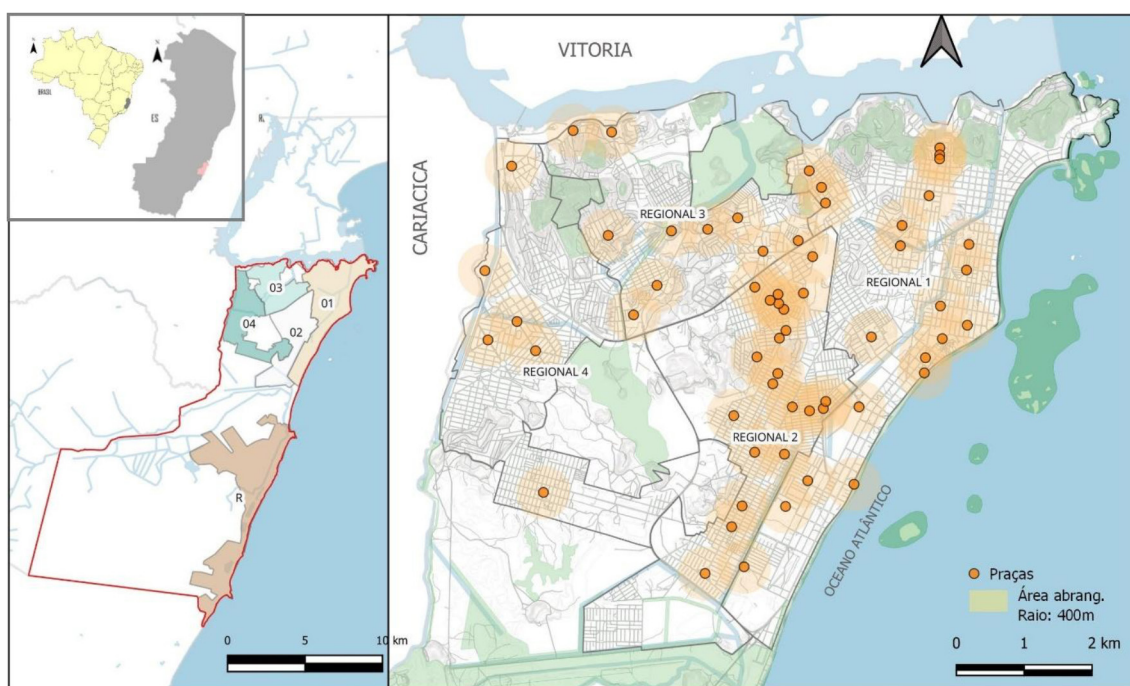 N
N
BRASIL
ES
R.
03
01
04
02
R
0
5
10 km
VITORIA
CARIACICA
REGIONAL 3
REGIONAL 1
REGIONAL 4
REGIONAL 2
OCEANO ATLÂNTICO
Praças
Área abrang.
Raio: 400m
0
1
2 km